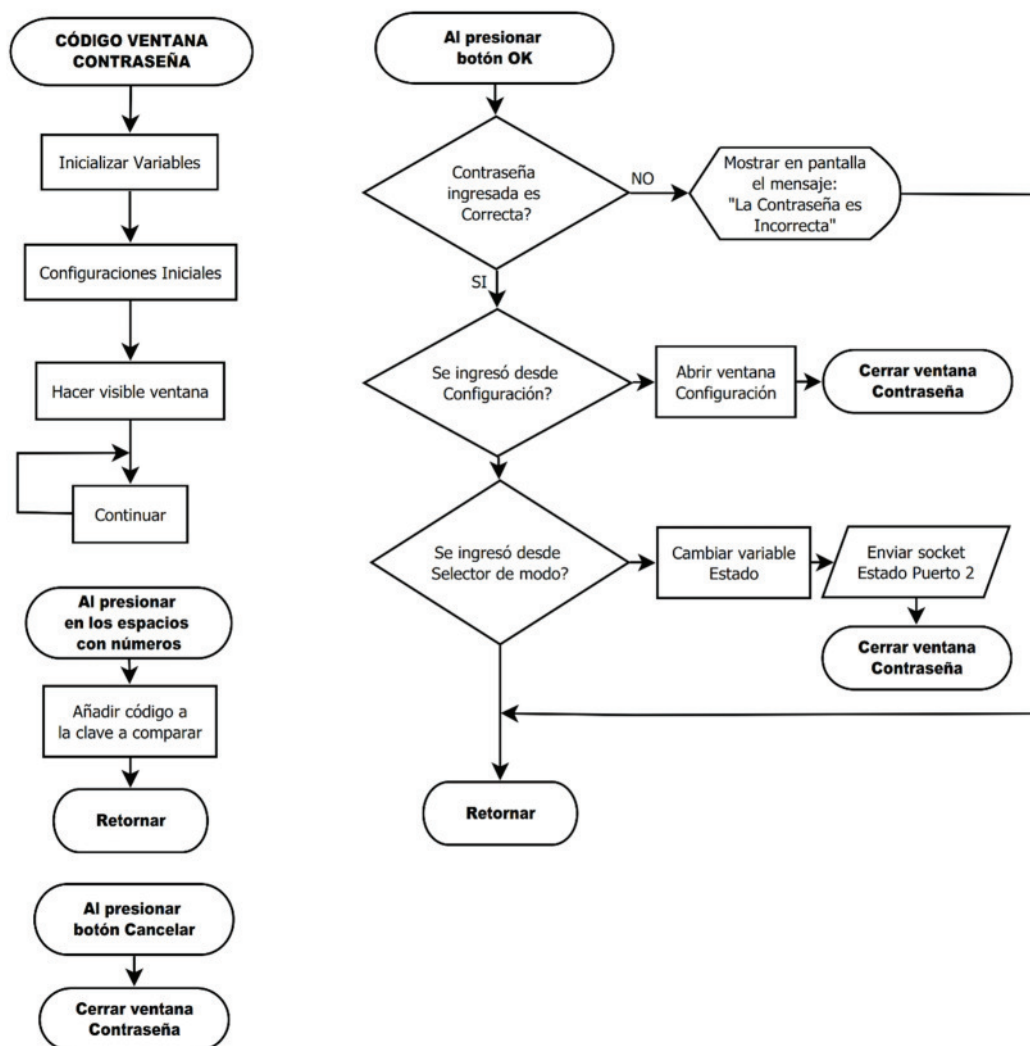 CÓDIGO VENTANA
CONTRASEÑA
Inicializar Variables
Configuraciones Iniciales
Hacer visible ventana
Continuar
Al presionar
en los espacios
con números
Añadir código a
la clave a comparar
Retornar
Al presionar
botón Cancelar
Cerrar ventana
Contraseña
Al presionar
botón OK
Contraseña
ingresada es
Correcta?
NO
Mostrar en pantalla
el mensaje:
"La Contraseña es
Incorrecta"
SI
Se ingresó desde
Configuración?
Abrir ventana
Configuración
Cerrar ventana
Contraseña
Se ingresó desde
Selector de modo?
Cambiar variable
Estado
Enviar socket
Estado Puerto 2
Cerrar ventana
Contraseña
Retornar